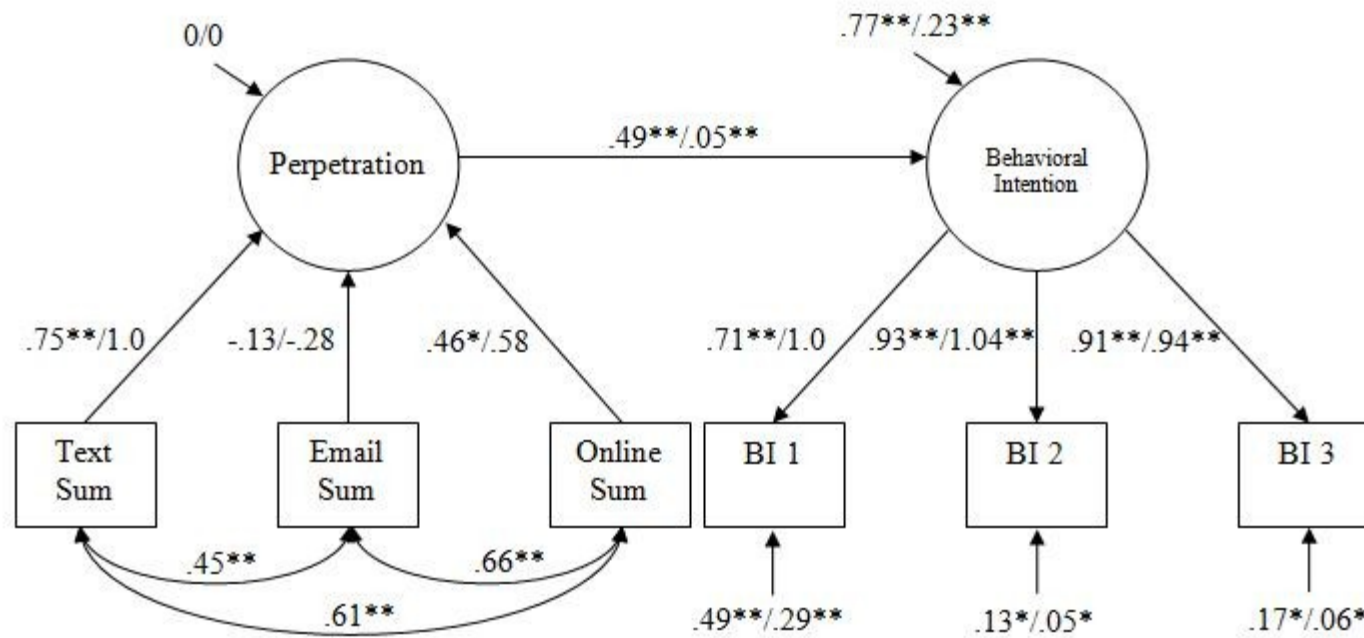 0/0
.77**/.23**
Perpetration
.49**/.05**
Behavioral
Intention
.75**/1.0
-.13/-.28
.46*/.58
.71**/1.0
.93**/1.04**
.91**/.94**
Text
Sum
Email
Sum
Online
Sum
BI 1
BI 2
BI 3
.45**
.66**
.61**
.49**/.29**
.13*/.05*
.17*/.06*